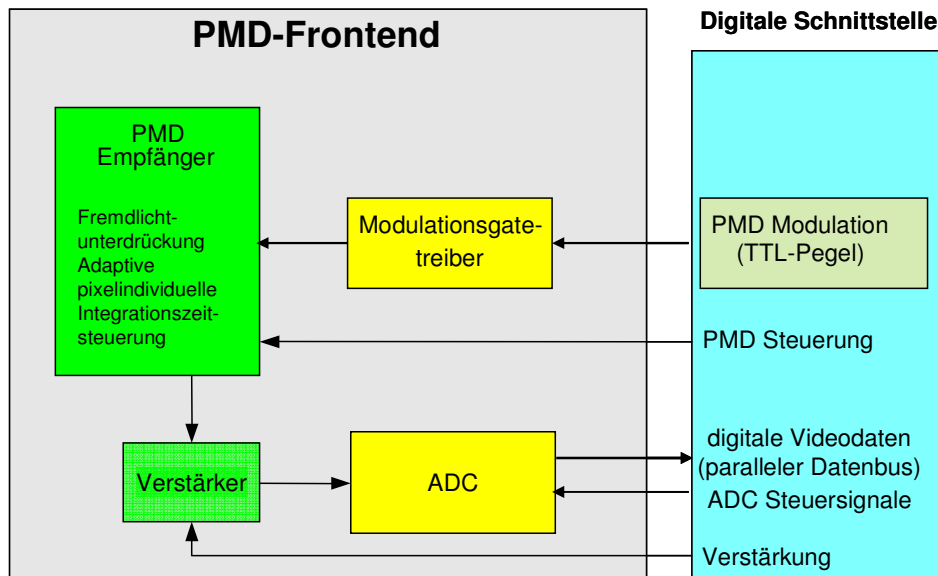 PMD-Frontend
Digitale Schnittstelle
PMD
Empfänger
Fremdlicht-
unterdrückung
Adaptive
pixelindividuelle
Integrationszeit-
steuerung
Modulationsgate-
treiber
PMD Modulation
(TTL-Pegel)
PMD Steuerung
Verstärker
ADC
digitale Videodaten
(paralleler Datenbus)
ADC Steuersignale
Verstärkung